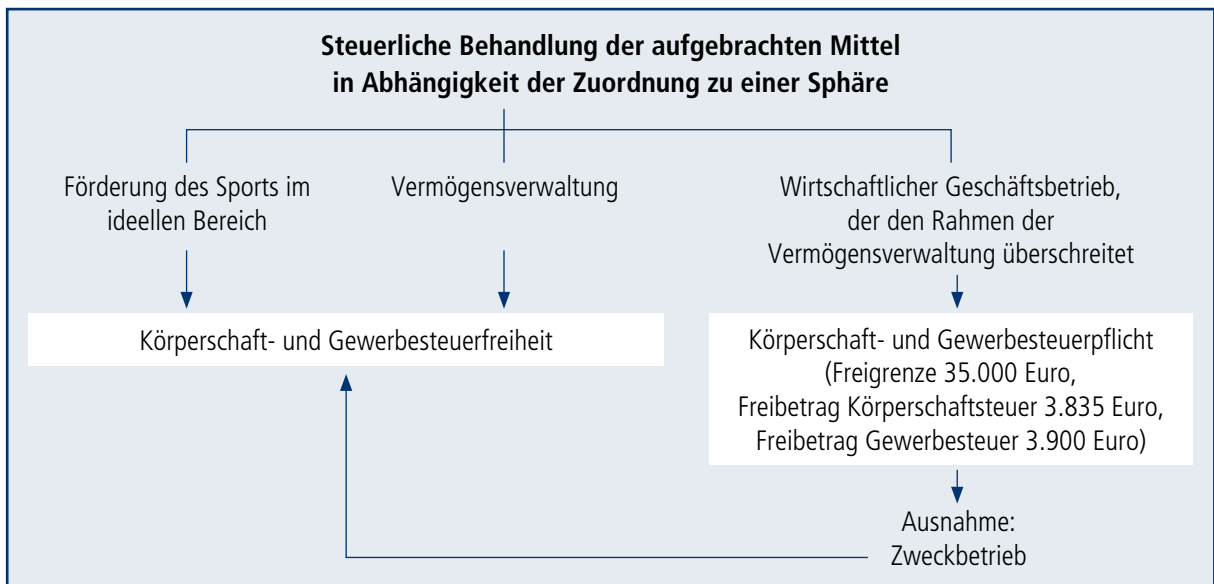 Steuerliche Behandlung der aufgebrachten Mittel
in Abhängigkeit der Zuordnung zu einer Sphäre
Förderung des Sports im
ideellen Bereich
Vermögensverwaltung
Wirtschaftlicher Geschäftsbetrieb,
der den Rahmen der
Vermögensverwaltung überschreitet
Körperschaft- und Gewerbesteuerfreiheit
Körperschaft- und Gewerbesteuerpflicht
(Freigrenze 35.000 Euro,
Freibetrag Körperschaftsteuer 3.835 Euro,
Freibetrag Gewerbesteuer 3.900 Euro)
Ausnahme:
Zweckbetrieb